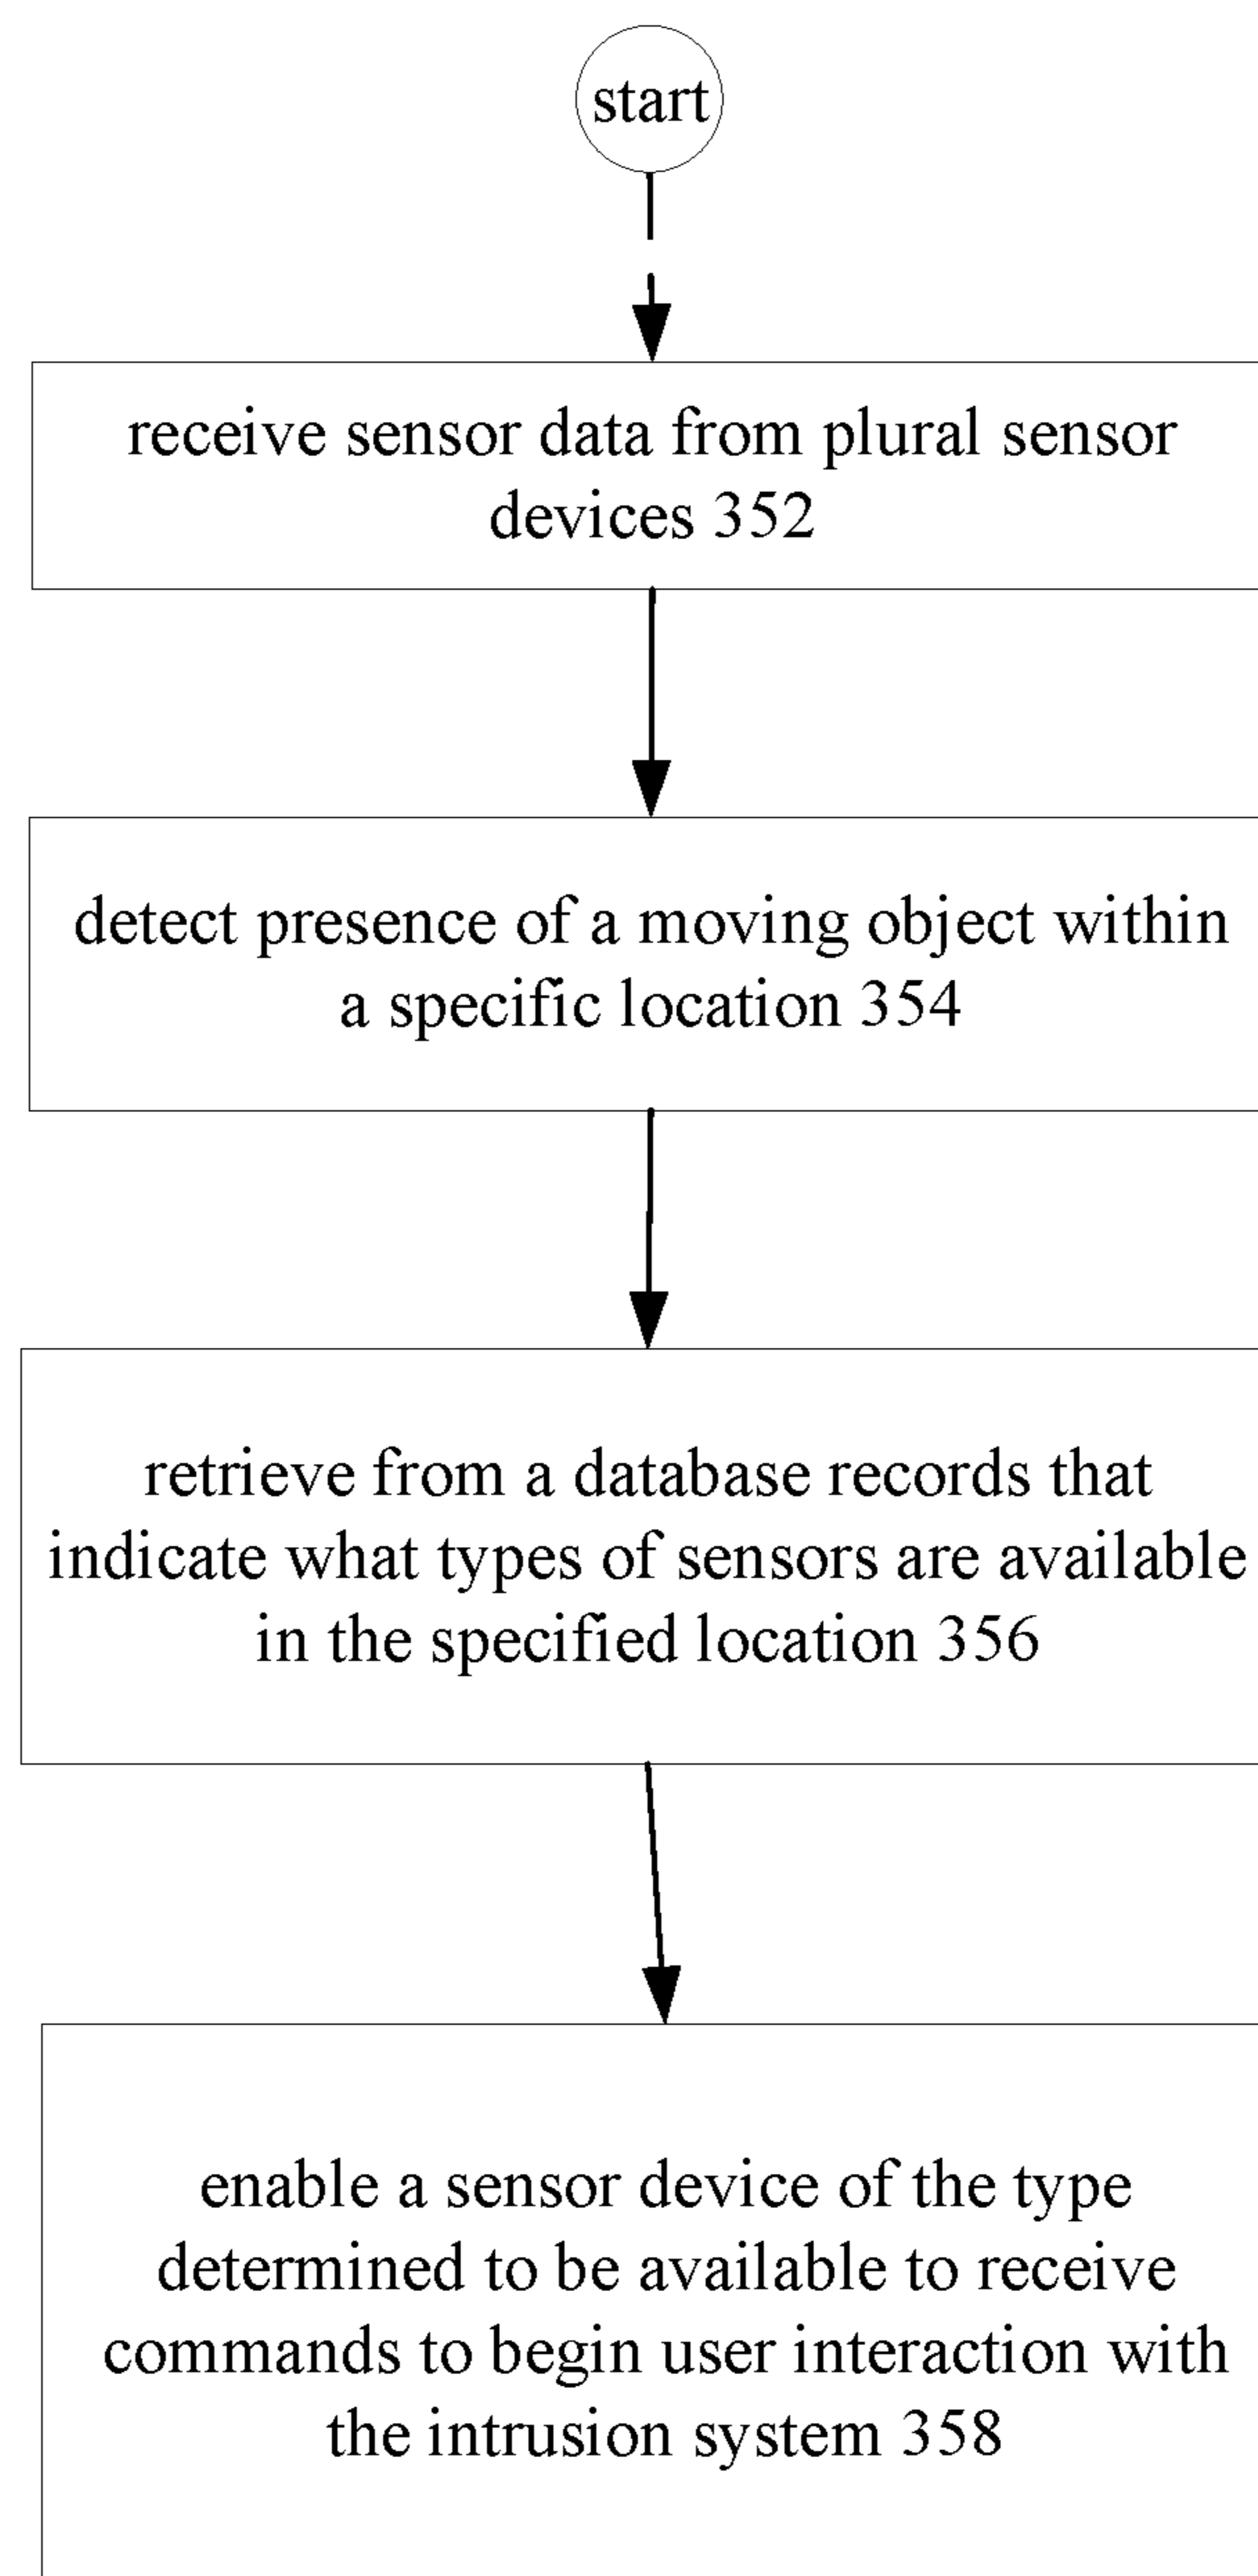 start
receive sensor data from plural sensor
devices 352
detect presence of a moving object within
a specific location 354
retrieve from a database records that
indicate what types of sensors are available
in the specified location 356
enable a sensor device of the type
determined to be available to receive
commands to begin user interaction with
the intrusion system 358